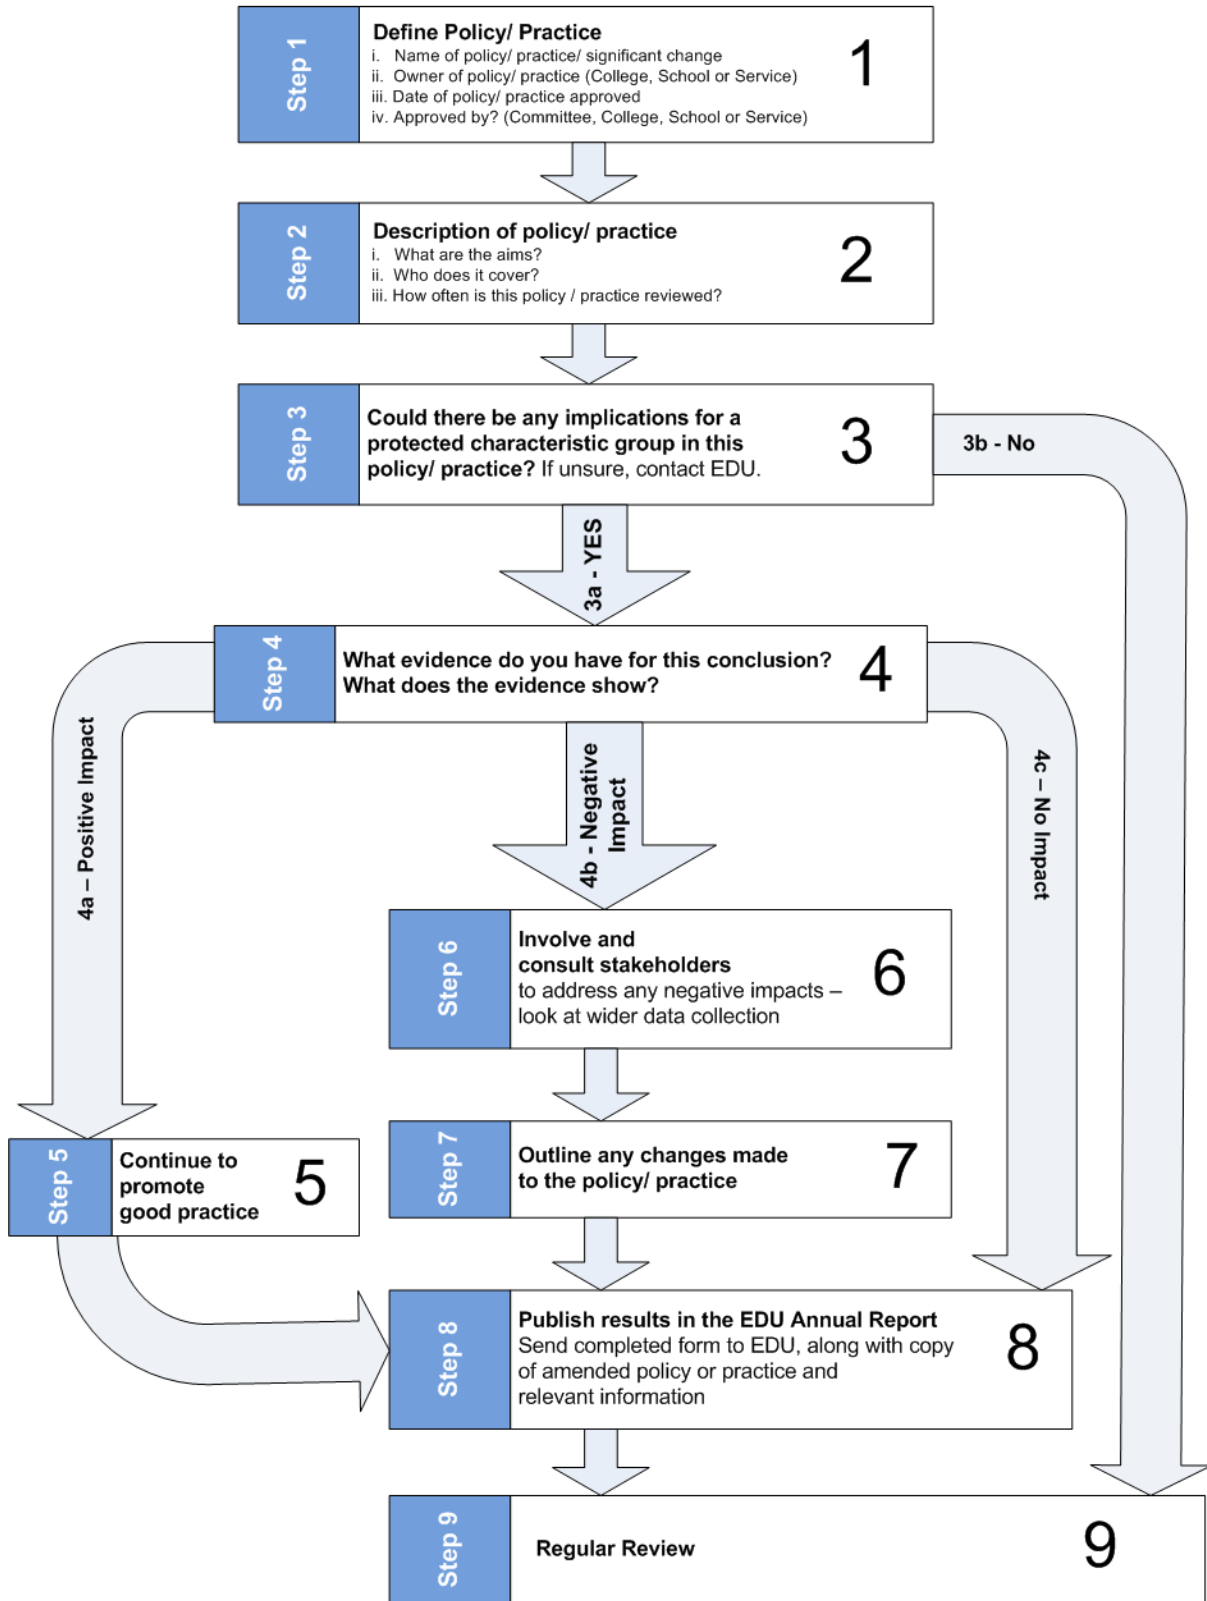 Step 1
Define Policy/ Practice
i. Name of policy/ practice/ significant change
ii. Owner of policy/ practice (College, School or Service)
iii. Date of policy/ practice approved
iv. Approved by? (Committee, College, School or Service)
1
Step 2
Description of policy/ practice
i. What are the aims?
ii. Who does it cover?
iii. How often is this policy / practice reviewed?
2
Step 3
Could there be any implications for a
protected characteristic group in this
policy/ practice? If unsure, contact EDU.
3
3b - No
3a - YES
Step 4
What evidence do you have for this conclusion?
What does the evidence show?
4
4a – Positive Impact
4b - Negative
Impact
4c – No Impact
Step 6
Involve and
consult stakeholders
to address any negative impacts –
look at wider data collection
6
Step 5
Continue to
promote
good practice
5
Step 7
Outline any changes made
to the policy/ practice
7
Step 8
Publish results in the EDU Annual Report
Send completed form to EDU, along with copy
of amended policy or practice and
relevant information
8
Step 9
Regular Review
9